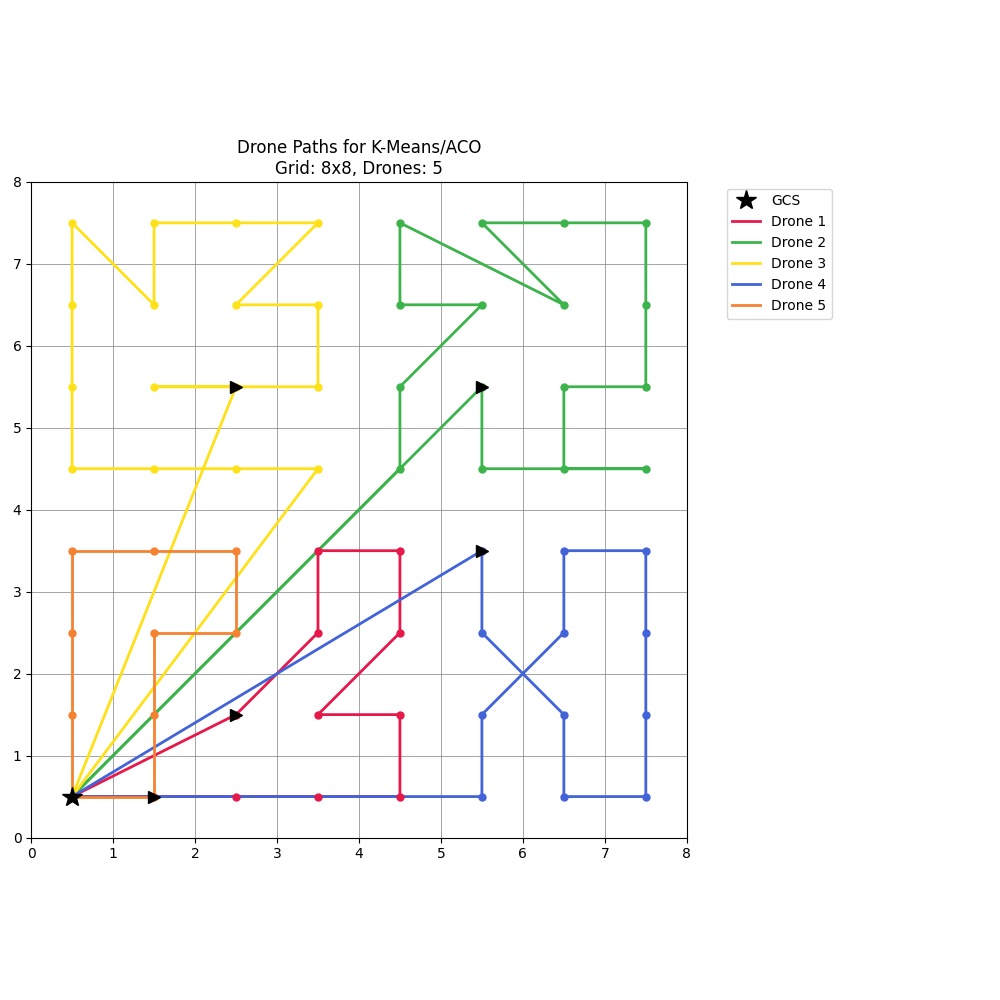 Drone Paths for K-Means/ACO
Grid: 8x8, Drones: 5
8
7
6
5
4
3
2
1
0
0 1 2 3 4 5 6 7 8
GCS
Drone 1
Drone 2
Drone 3
Drone 4
Drone 5